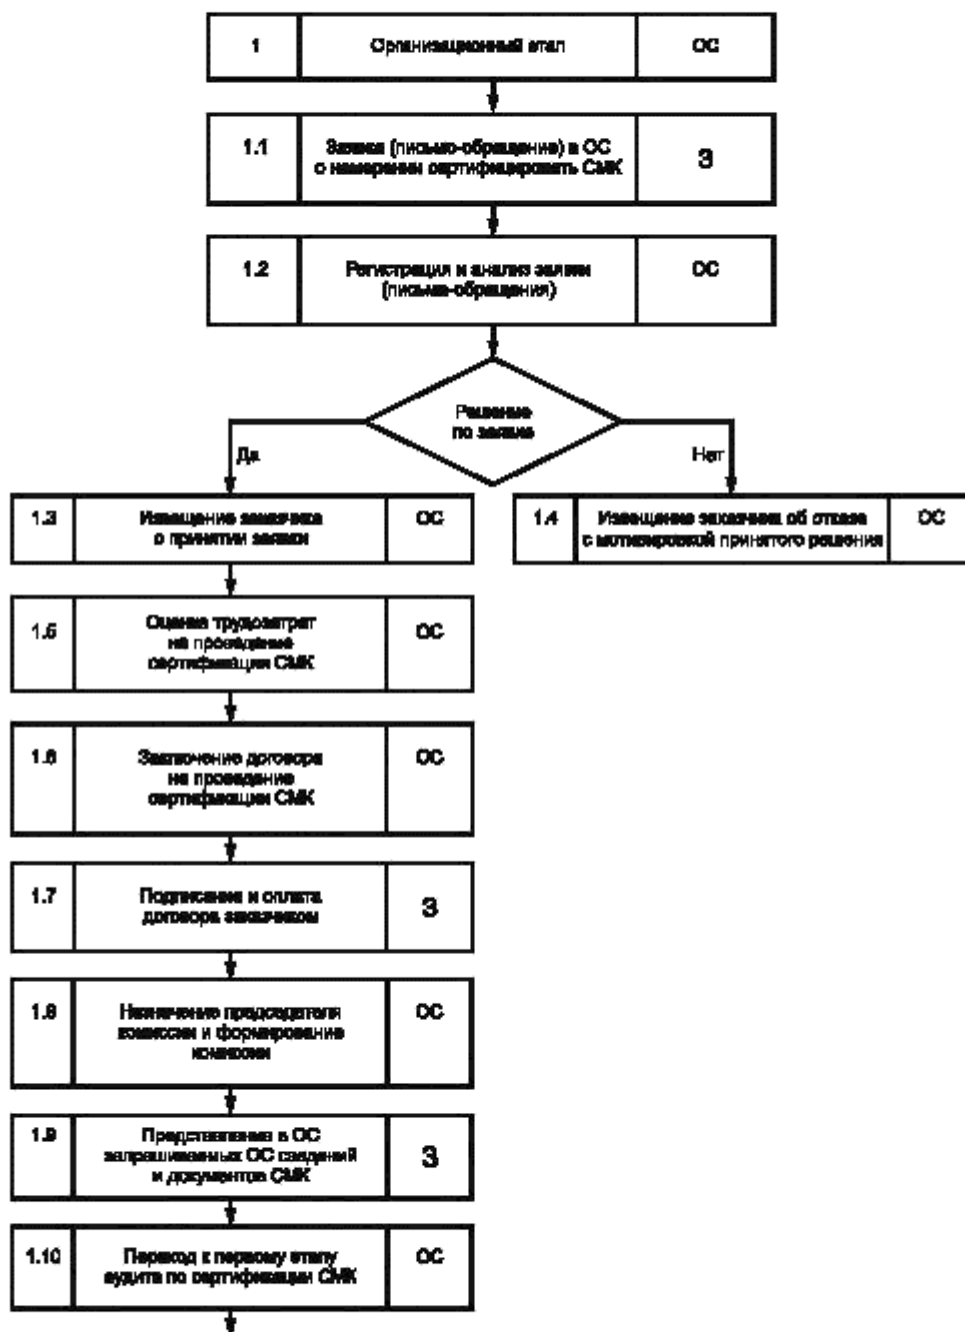 1 Организационный этап ОС
1.1 Заявка (письмо-обращение) в ОС З
о намерении сертифицировать СМК
1.2 Регистрация и анализ заявки ОС
(письма-обращения)
Решение
по заявке
Да
Нет
1.3 Извещение заказчика ОС
о принятии заявки
1.4 Извещение заказчика об отказе ОС
с мотивировкой принятого решения
1.5 Оценка трудозатрат ОС
на проведение
сертификации СМК
1.6 Заключение договора ОС
на проведение
сертификации СМК
1.7 Подписание и оплата З
договора заказчиком
1.8 Назначение председателя ОС
комиссии и формирование
комиссии
1.9 Представление в ОС З
запрашиваемых ОС сведений
и документов СМК
1.10 Переход к первому этапу ОС
аудита по сертификации СМК